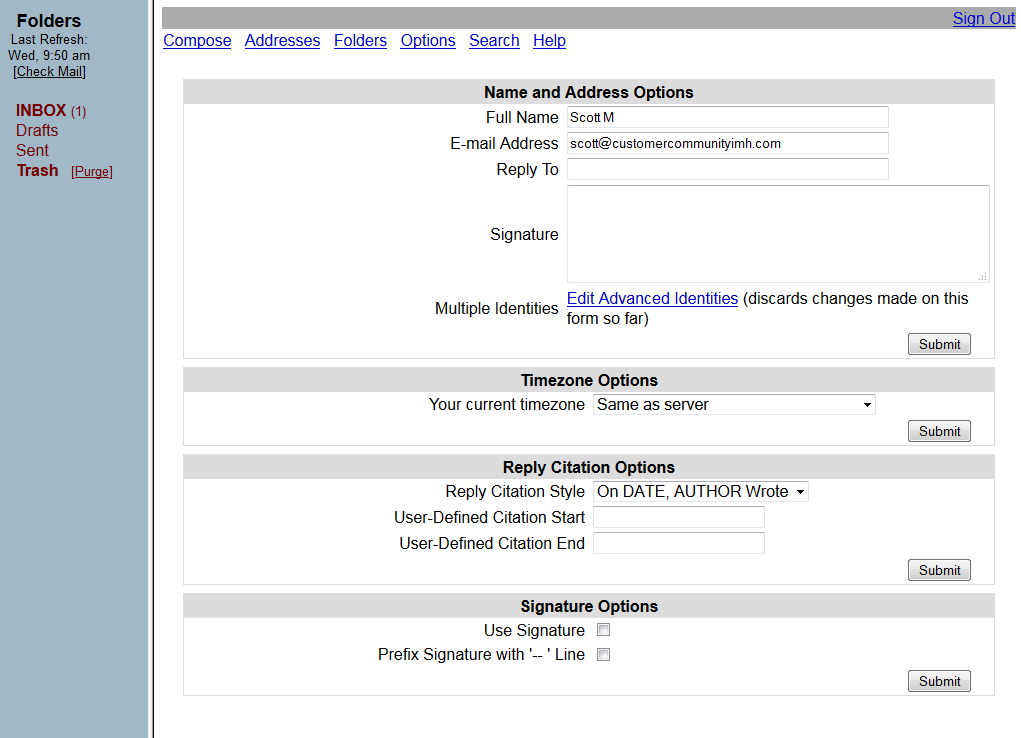 Folders
Last Refresh:
Wed, 9:50 am
[Check Mail]
INBOX (1)
Drafts
Sent
Trash [Purge]
Sign Out
Compose Addresses Folders Options Search Help
Name and Address Options
Full Name Scott M
E-mail Address scott@customercommunityimh.com
Reply To
Signature
Multiple Identities Edit Advanced Identities (discards changes made on this
form so far)
Submit
Timezone Options
Your current timezone Same as server
Submit
Reply Citation Options
Reply Citation Style On DATE, AUTHOR Wrote
User-Defined Citation Start
User-Defined Citation End
Submit
Signature Options
Use Signature
Prefix Signature with '-- ' Line
Submit